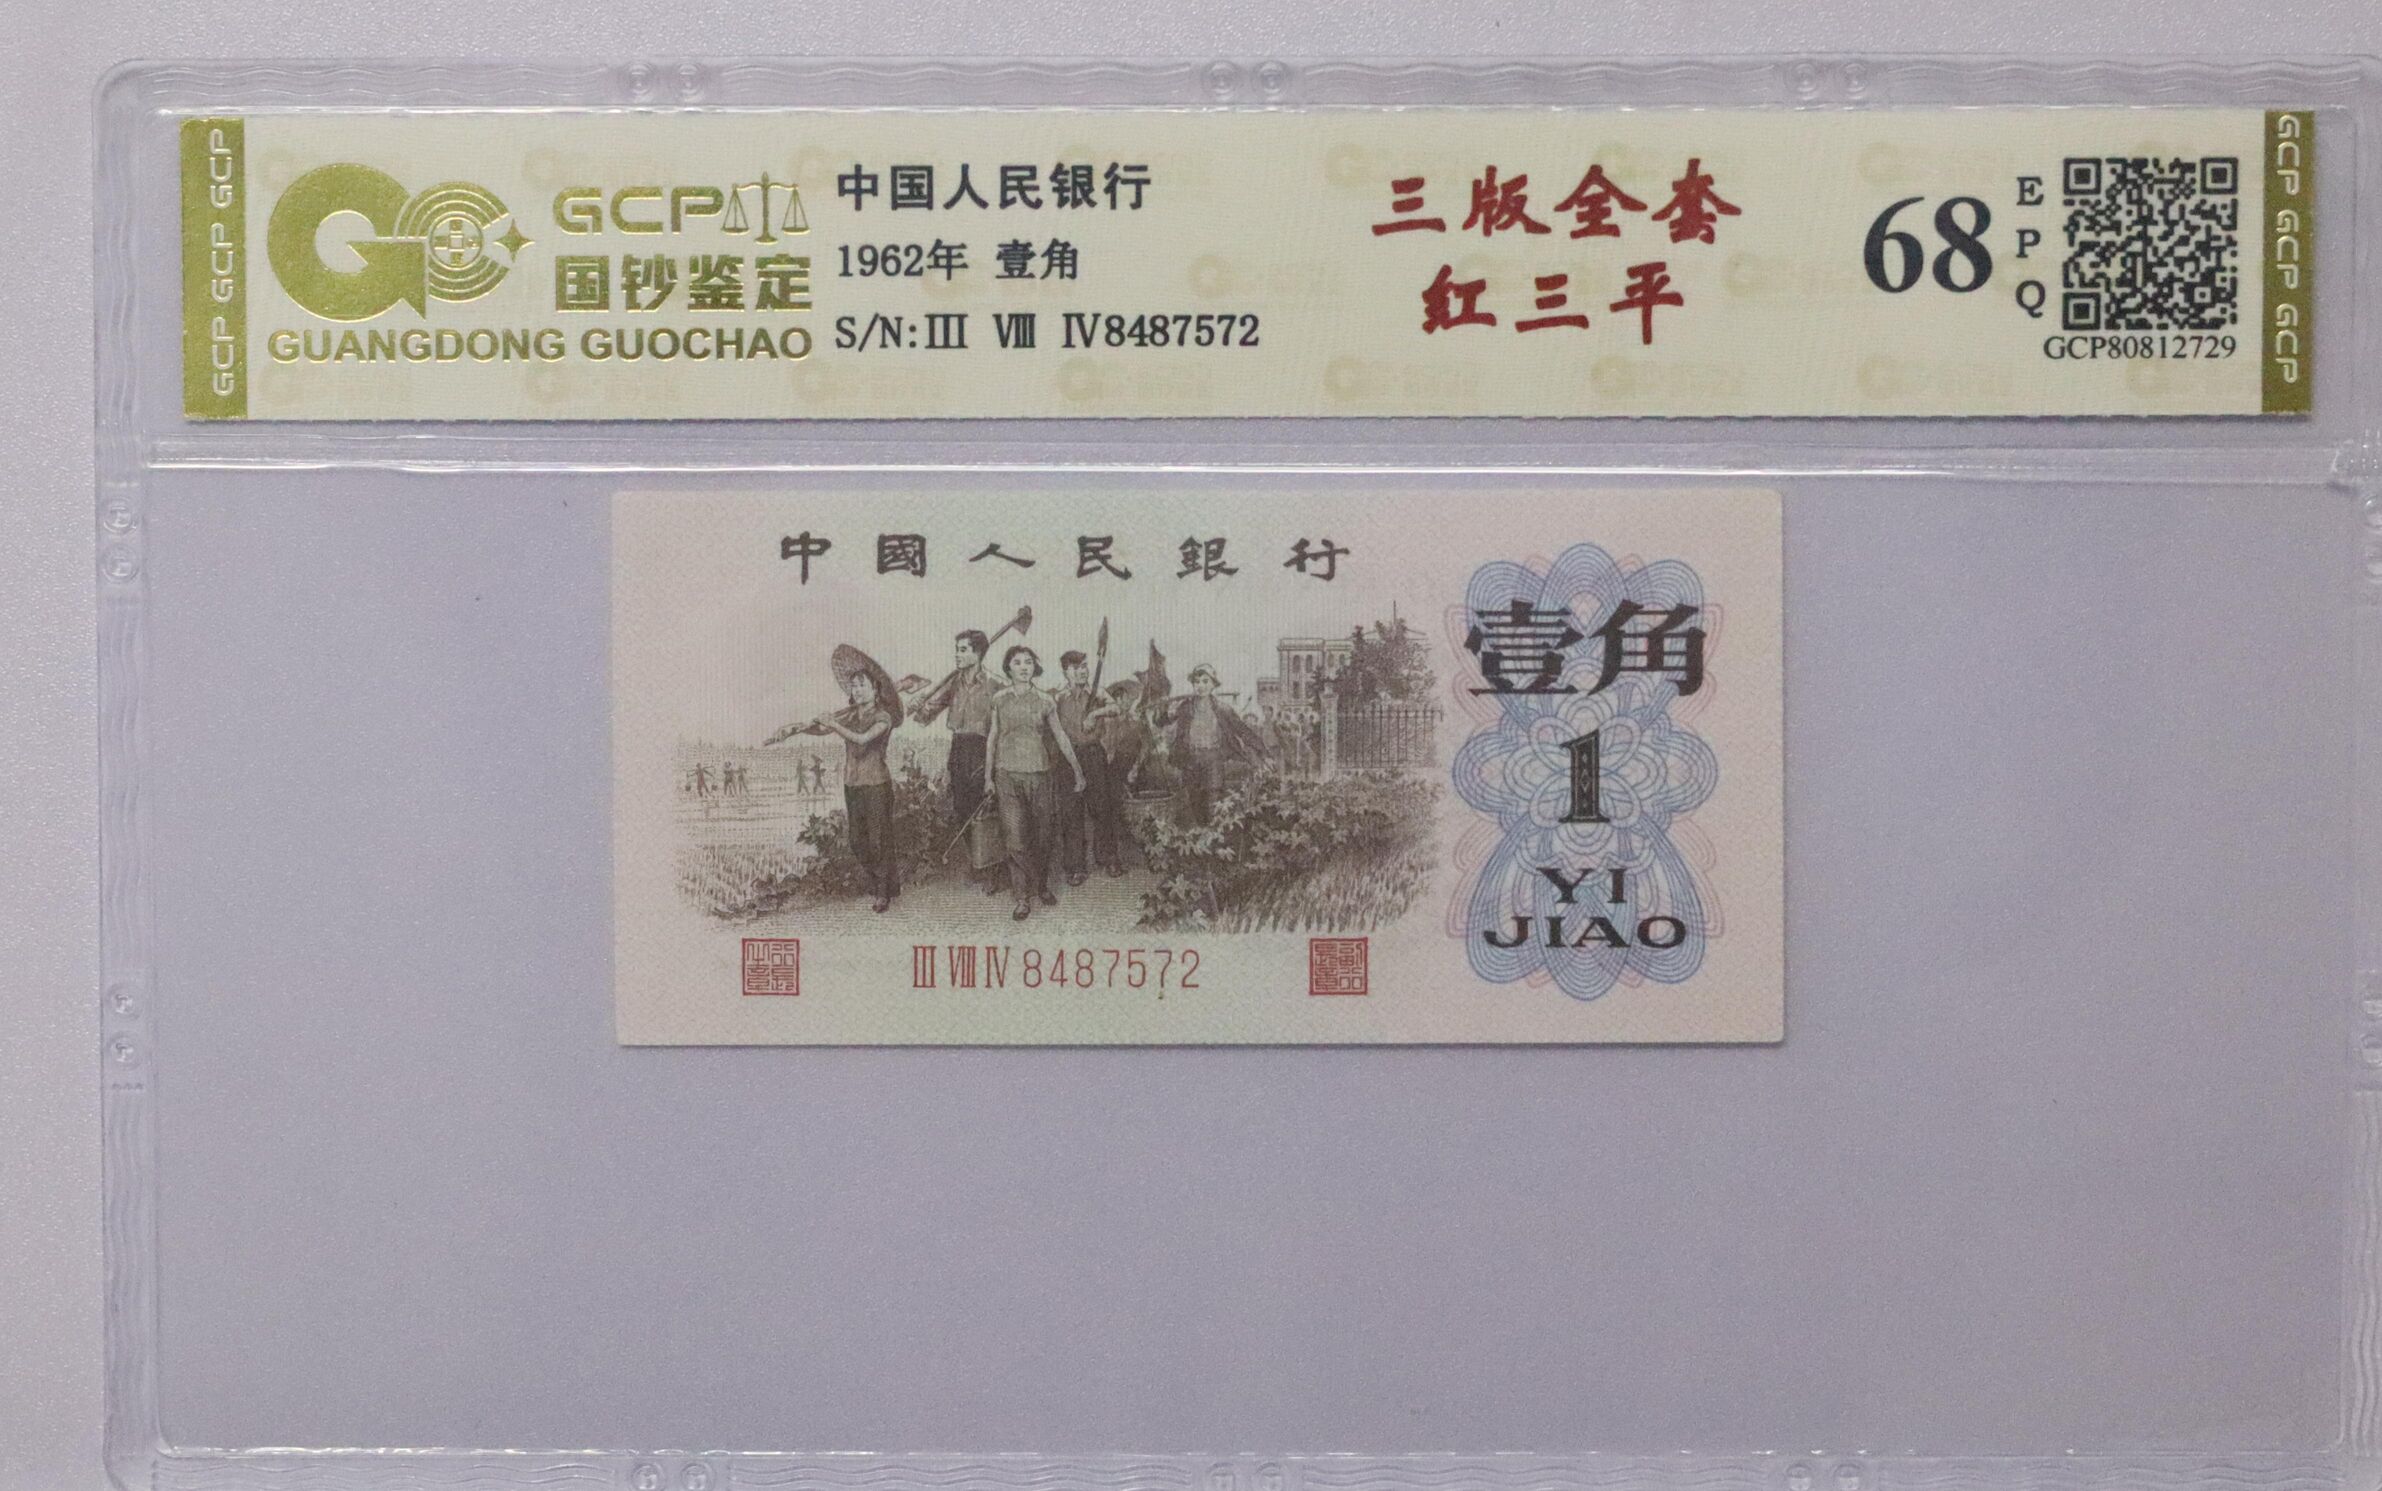 GCP GCP GCP
GCP
国钞鉴定
GUANGDONG GUOCHAO
中国人民银行
1962年 壹角
S/N:Ⅲ Ⅷ Ⅳ8487572
三版全套
红三平
68
EPQ
GCP80812729
GCP GCP GCP
中國人民銀行
壹角
1
YI
JIAO
Ⅲ Ⅷ Ⅳ 8487572